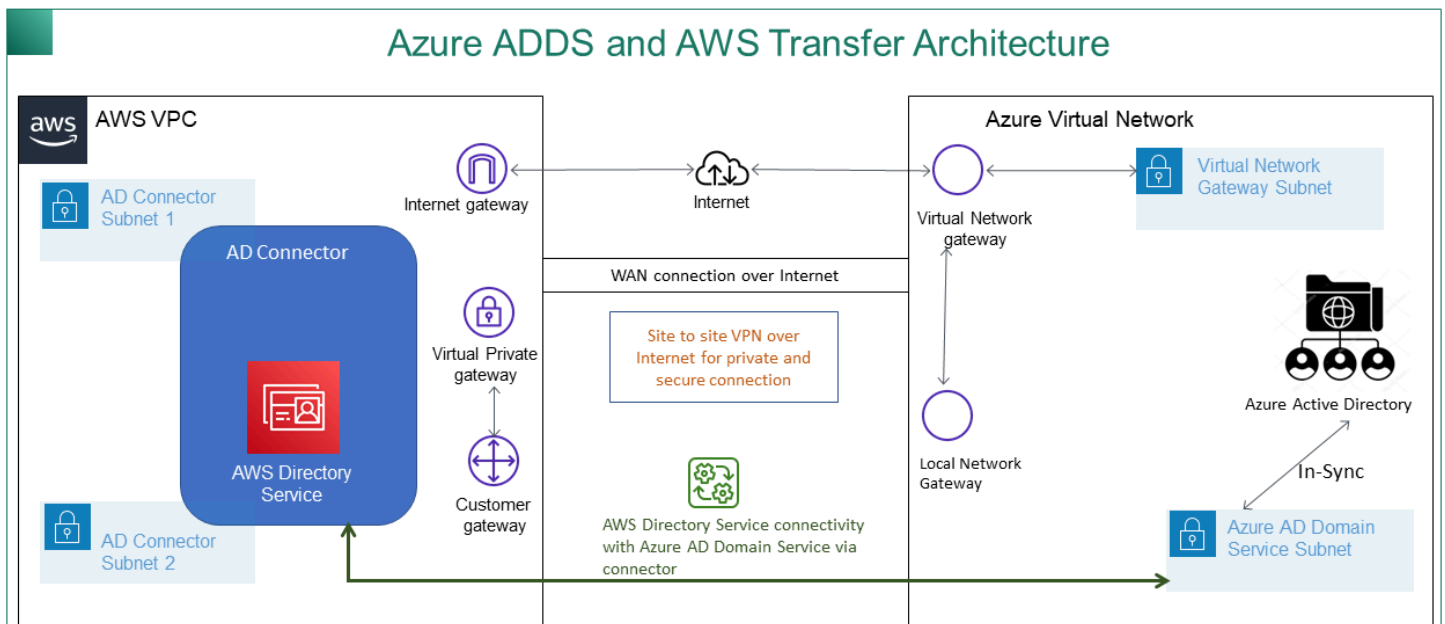 Azure ADDS and AWS Transfer Architecture
aws
AWS VPC
AD Connector
Subnet 1
AD Connector
AWS Directory
Service
AD Connector
Subnet 2
Internet gateway
Virtual Private
gateway
Customer
gateway
Internet
WAN connection over Internet
Site to site VPN over
Internet for private and
secure connection
AWS Directory Service connectivity
with Azure AD Domain Service via
connector
Azure Virtual Network
Virtual Network
gateway
Virtual Network
Gateway Subnet
Local Network
Gateway
Azure Active Directory
In-Sync
Azure AD Domain
Service Subnet